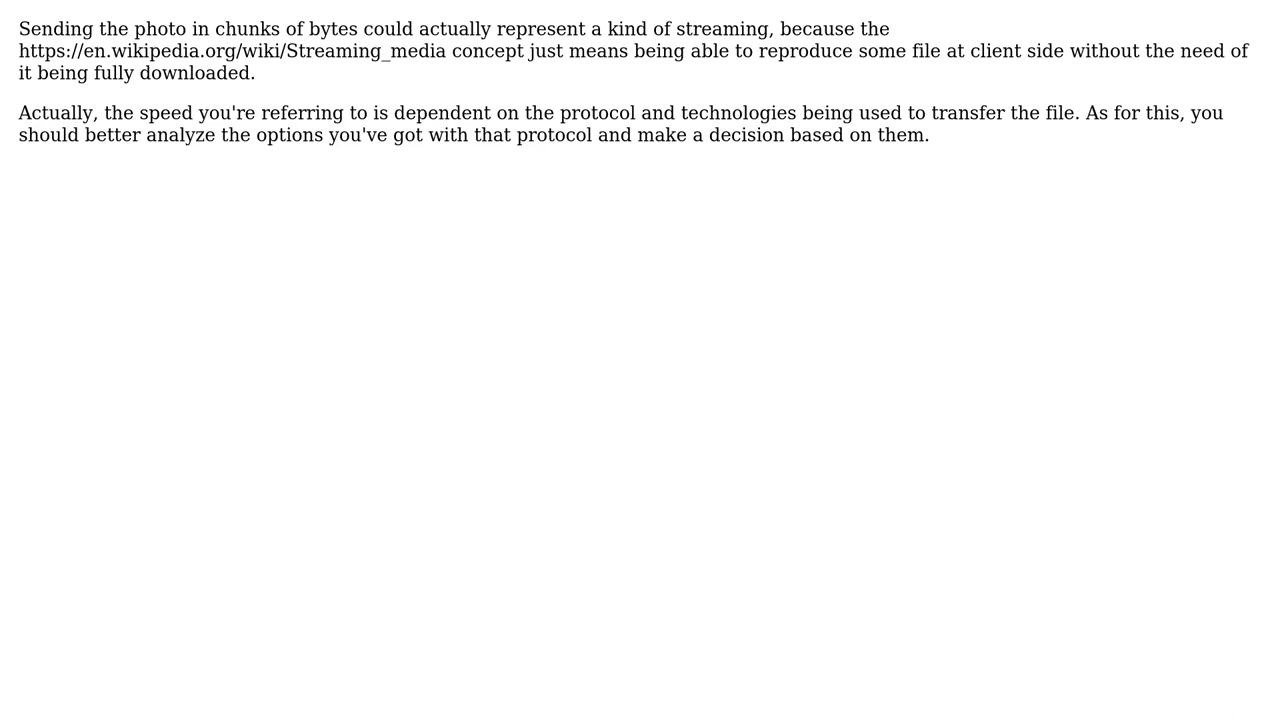 Sending the photo in chunks of bytes could actually represent a kind of streaming, because the
https://en.wikipedia.org/wiki/Streaming_media concept just means being able to reproduce some file at client side without the need of
it being fully downloaded.
Actually, the speed you're referring to is dependent on the protocol and technologies being used to transfer the file. As for this, you
should better analyze the options you've got with that protocol and make a decision based on them.